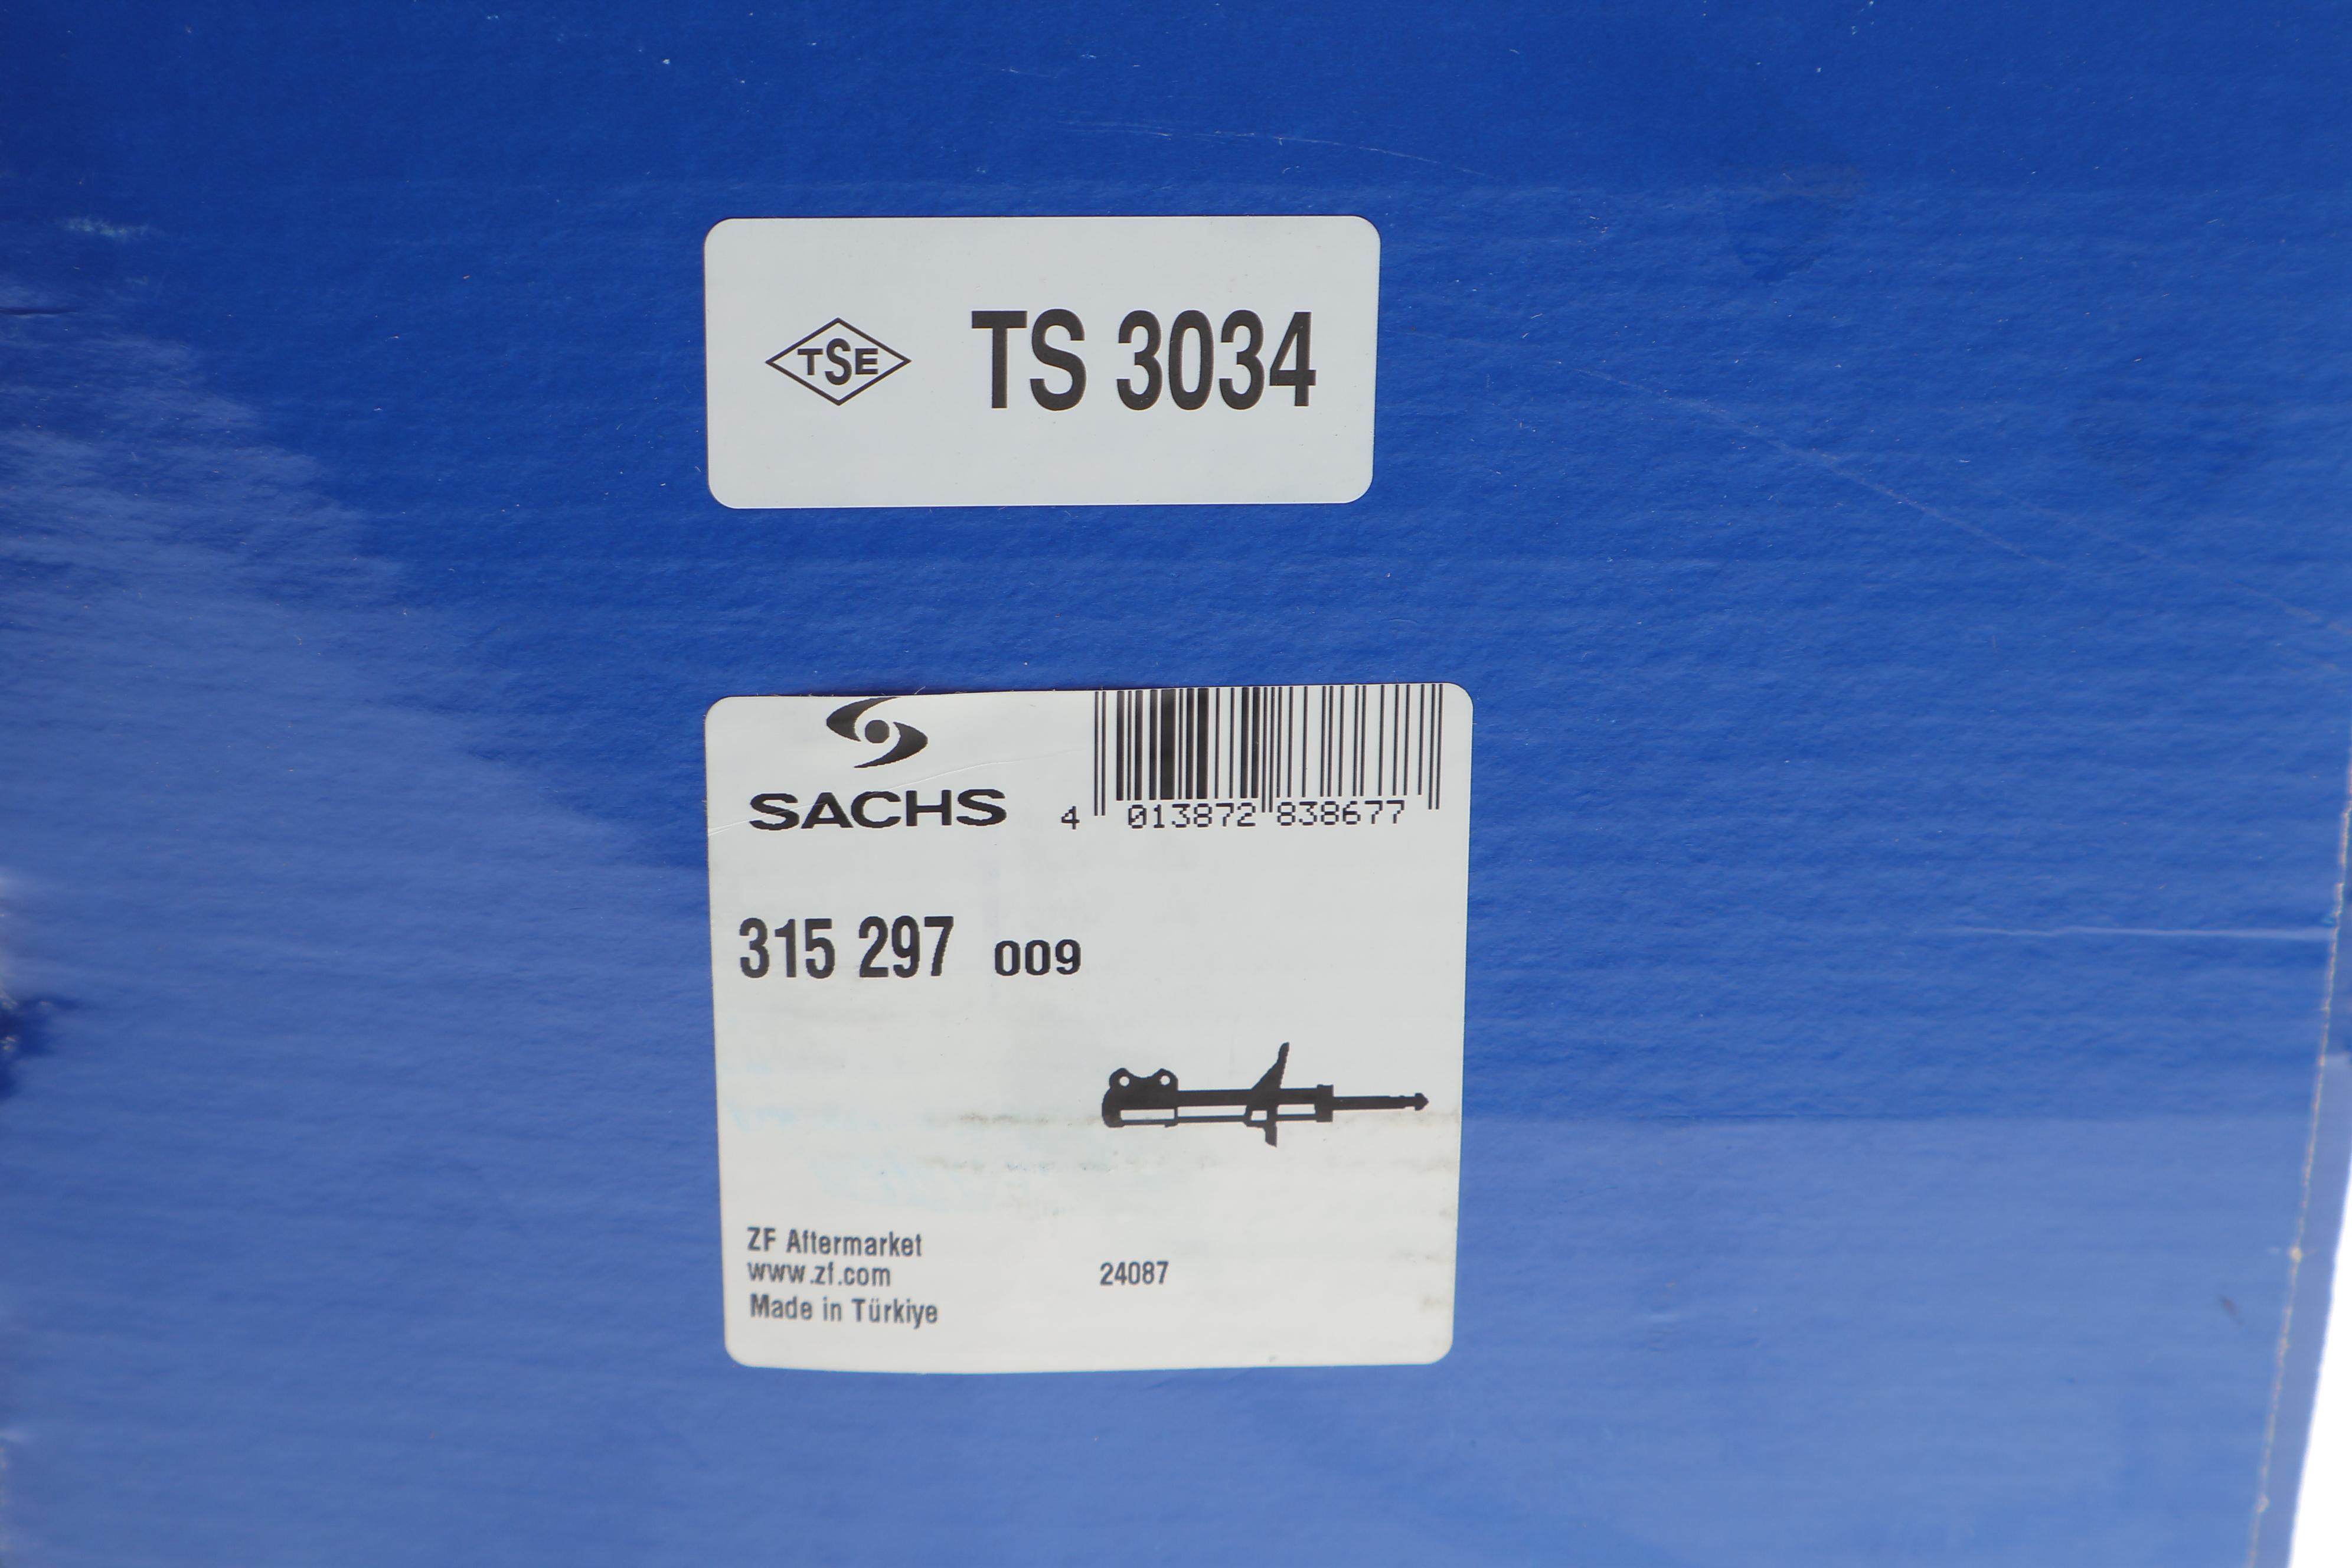 TSE TS 3034
SACHS
4 013872 838677
315 297 009
ZF Aftermarket
www.zf.com 24087
Made in Türkiye